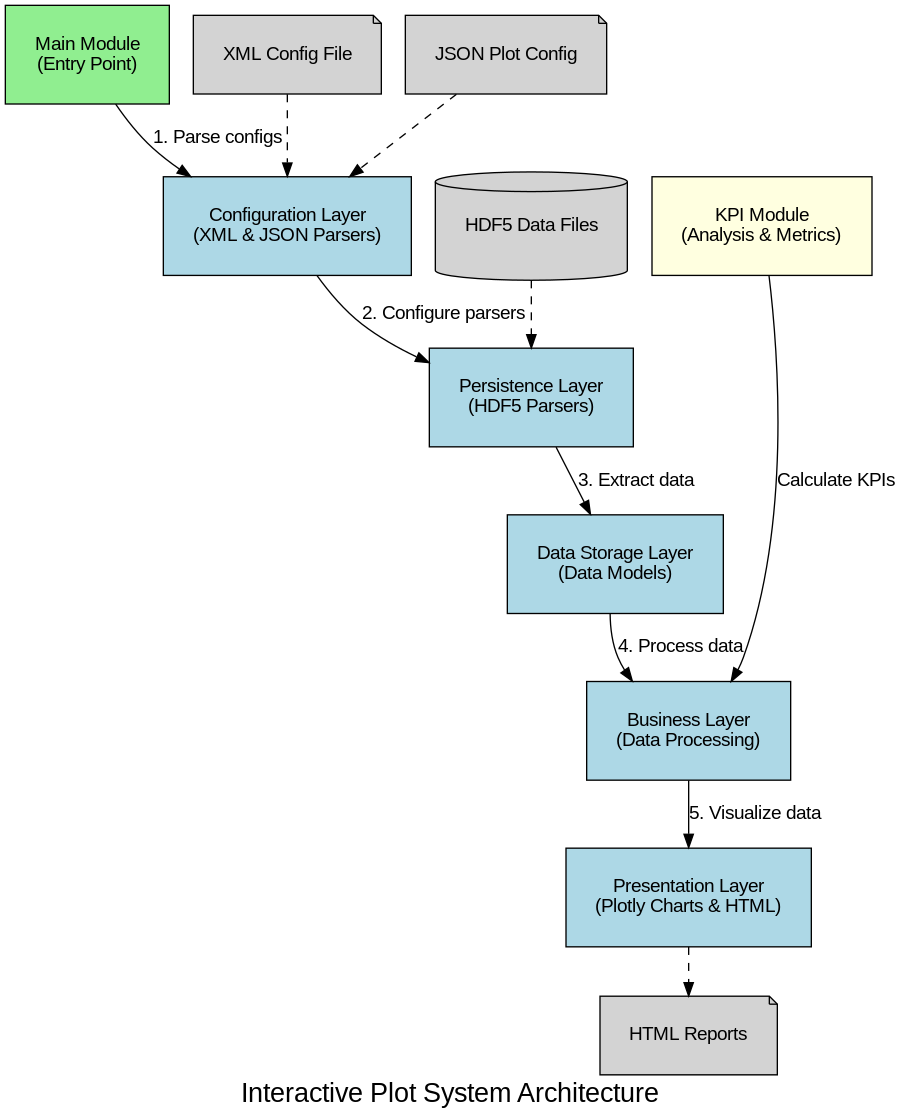 Main Module
(Entry Point)
XML Config File
JSON Plot Config
1. Parse configs
Configuration Layer
(XML & JSON Parsers)
HDF5 Data Files
KPI Module
(Analysis & Metrics)
2. Configure parsers
Persistence Layer
(HDF5 Parsers)
3. Extract data
Calculate KPIs
Data Storage Layer
(Data Models)
4. Process data
Business Layer
(Data Processing)
5. Visualize data
Presentation Layer
(Plotly Charts & HTML)
HTML Reports
Interactive Plot System Architecture